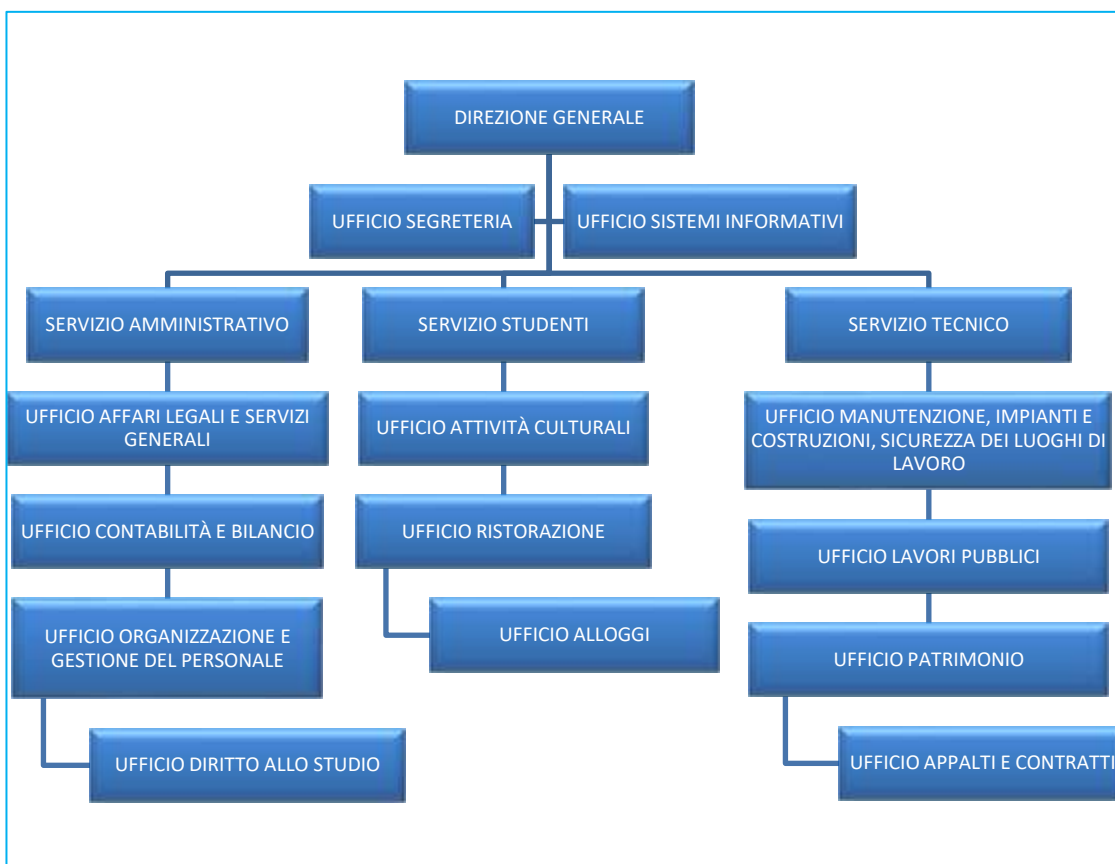 DIREZIONE GENERALE
UFFICIO SEGRETERIA
UFFICIO SISTEMI INFORMATIVI
SERVIZIO AMMINISTRATIVO
SERVIZIO STUDENTI
SERVIZIO TECNICO
UFFICIO AFFARI LEGALI E SERVIZI
GENERALI
UFFICIO ATTIVITÀ CULTURALI
UFFICIO MANUTENZIONE, IMPIANTI E
COSTRUZIONI, SICUREZZA DEI LUOGHI DI
LAVORO
UFFICIO CONTABILITÀ E BILANCIO
UFFICIO RISTORAZIONE
UFFICIO LAVORI PUBBLICI
UFFICIO ORGANIZZAZIONE E
GESTIONE DEL PERSONALE
UFFICIO ALLOGGI
UFFICIO PATRIMONIO
UFFICIO DIRITTO ALLO STUDIO
UFFICIO APPALTI E CONTRATTI